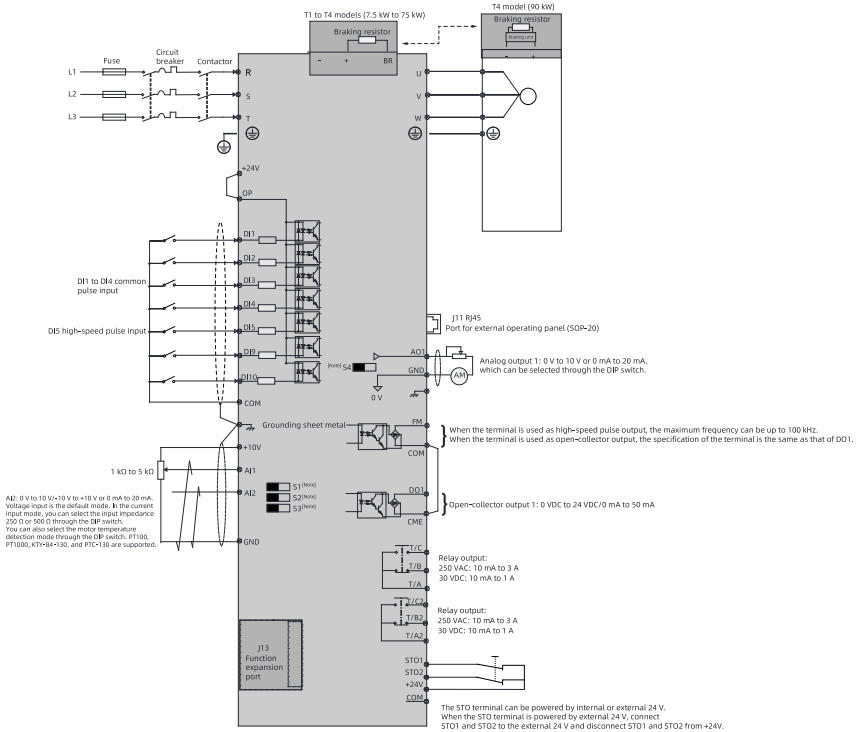 T1 to T4 models (7.5 kW to 75 kW)
Braking resistor
- + BR
T4 model (90 kW)
Braking resistor
Braking unit
- +
Fuse
Circuit
breaker
Contactor
L1
R
L2
S
L3
T
U
V
W
+24V
OP
DI1
DI2
DI3
DI4
DI5
DI9
DI10
COM
DI1 to DI4 common
pulse input
DI5 high-speed pulse input
J11 RJ45
Port for external operating panel (SOP-20)
[Note] S4
0 V
AO1
GND
AM
Analog output 1: 0 V to 10 V or 0 mA to 20 mA,
which can be selected through the DIP switch.
Grounding sheet metal
FM
COM
When the terminal is used as high-speed pulse output, the maximum frequency can be up to 100 kHz.
When the terminal is used as open-collector output, the specification of the terminal is the same as that of DO1.
+10V
1 kΩ to 5 kΩ
AI1
AI2
GND
S1[Note]
S2[Note]
S3[Note]
AI2: 0 V to 10 V/-10 V to +10 V or 0 mA to 20 mA.
Voltage input is the default mode. In the current
input mode, you can select the input impedance
250 Ω or 500 Ω through the DIP switch.
You can also select the motor temperature
detection mode through the DIP switch. PT100,
PT1000, KTY-84-130, and PTC-130 are supported.
DO1
CME
Open-collector output 1: 0 VDC to 24 VDC/0 mA to 50 mA
T/C
T/B
T/A
Relay output:
250 VAC: 10 mA to 3 A
30 VDC: 10 mA to 1 A
T/C2
T/B2
T/A2
Relay output:
250 VAC: 10 mA to 3 A
30 VDC: 10 mA to 1 A
J13
Function
expansion
port
STO1
STO2
+24V
COM
The STO terminal can be powered by internal or external 24 V.
When the STO terminal is powered by external 24 V, connect
STO1 and STO2 to the external 24 V and disconnect STO1 and STO2 from +24V.